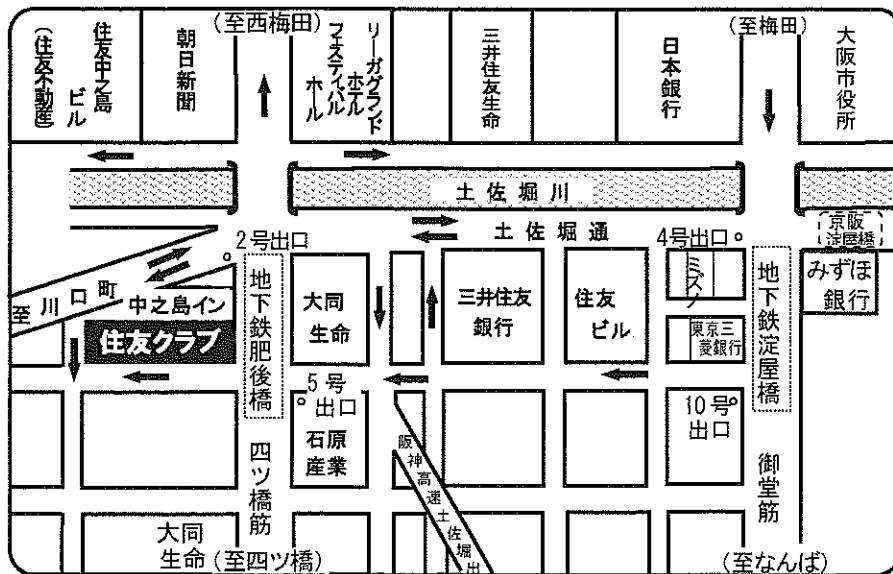 (至西梅田)
(至梅田)
住友中之島
ビル
(住友不動産)
朝日新聞
リーガグランド
ホテル
フェスティバル
ホール
三井住友生命
日本銀行
大阪市役所
土佐堀川
土佐堀通
京阪
淀屋橋
2号出口
4号出口
至川口町
中之島イン
住友クラブ
地下鉄肥後橋
大同
生命
三井住友
銀行
住友
ビル
ミズノ
東京三
菱銀行
地下鉄淀屋橋
みずほ
銀行
5号
出口
10号
出口
石原
産業
阪神高速土佐堀出
四ツ橋筋
御堂筋
大同
生命
(至四ツ橋)
(至なんば)